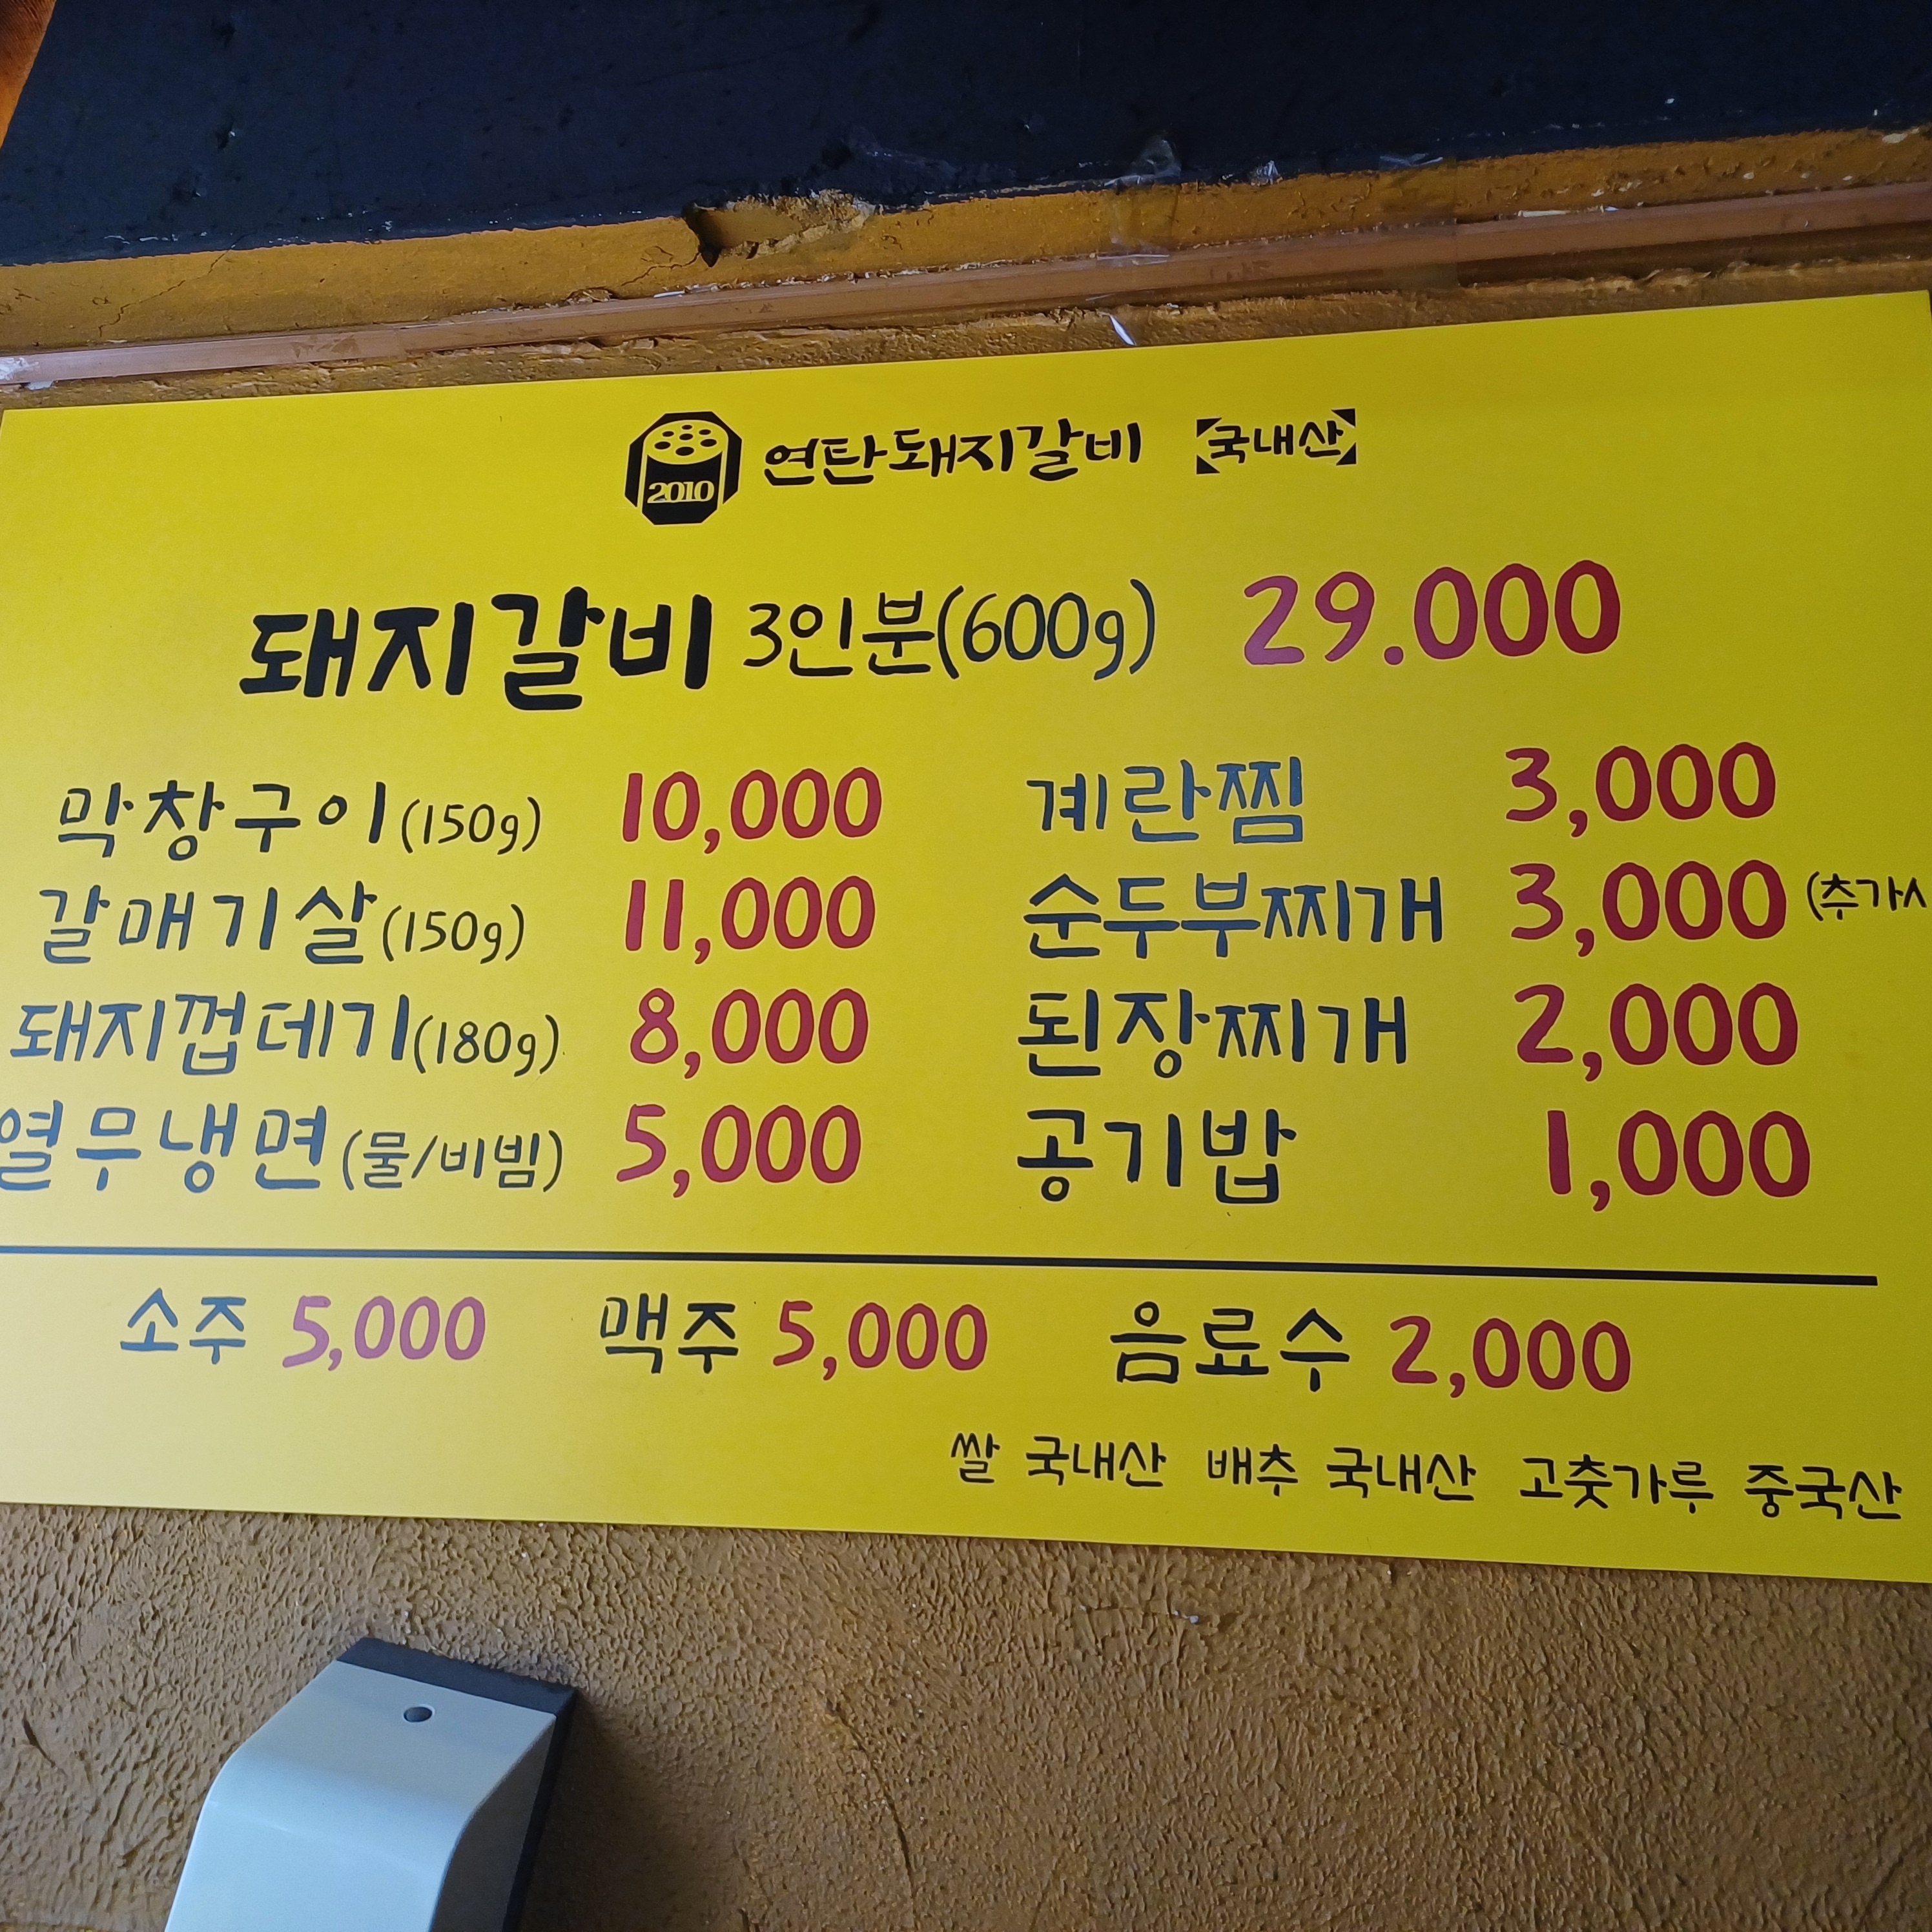 2010 연탄돼지갈비 국내산
돼지갈비 3인분(600g) 29.000
막창구이(150g) 10,000 계란찜 3,000
갈매기살(150g) 11,000 순두부찌개 3,000 (추가시
돼지껍데기(180g) 8,000 된장찌개 2,000
열무냉면(물/비빔) 5,000 공기밥 1,000
소주 5,000 맥주 5,000 음료수 2,000
쌀 국내산 배추 국내산 고춧가루 중국산